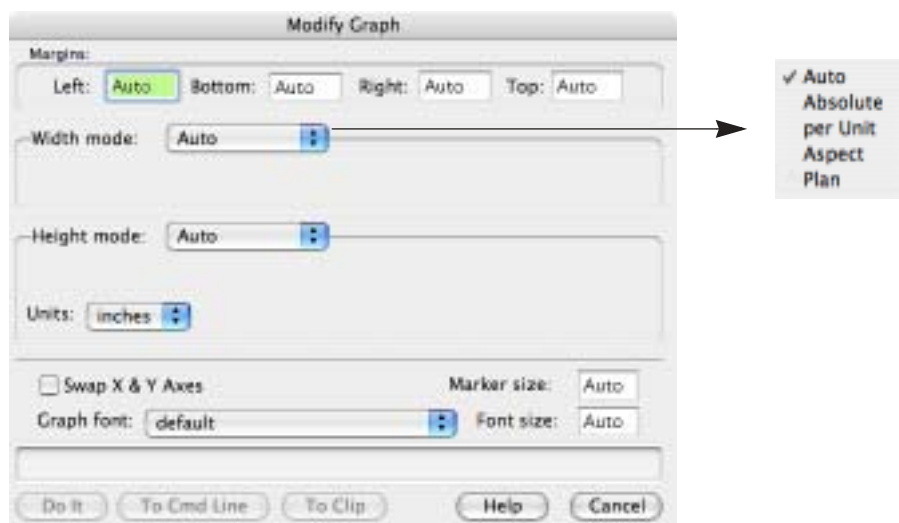 Modify Graph
Margins:
Left: Auto Bottom: Auto Right: Auto Top: Auto
Width mode: Auto
Height mode: Auto
Units: inches
Swap X & Y Axes Marker size: Auto
Graph font: default Font size: Auto
Do It To Cmd Line To Clip Help Cancel
✓ Auto
Absolute
per Unit
Aspect
Plan